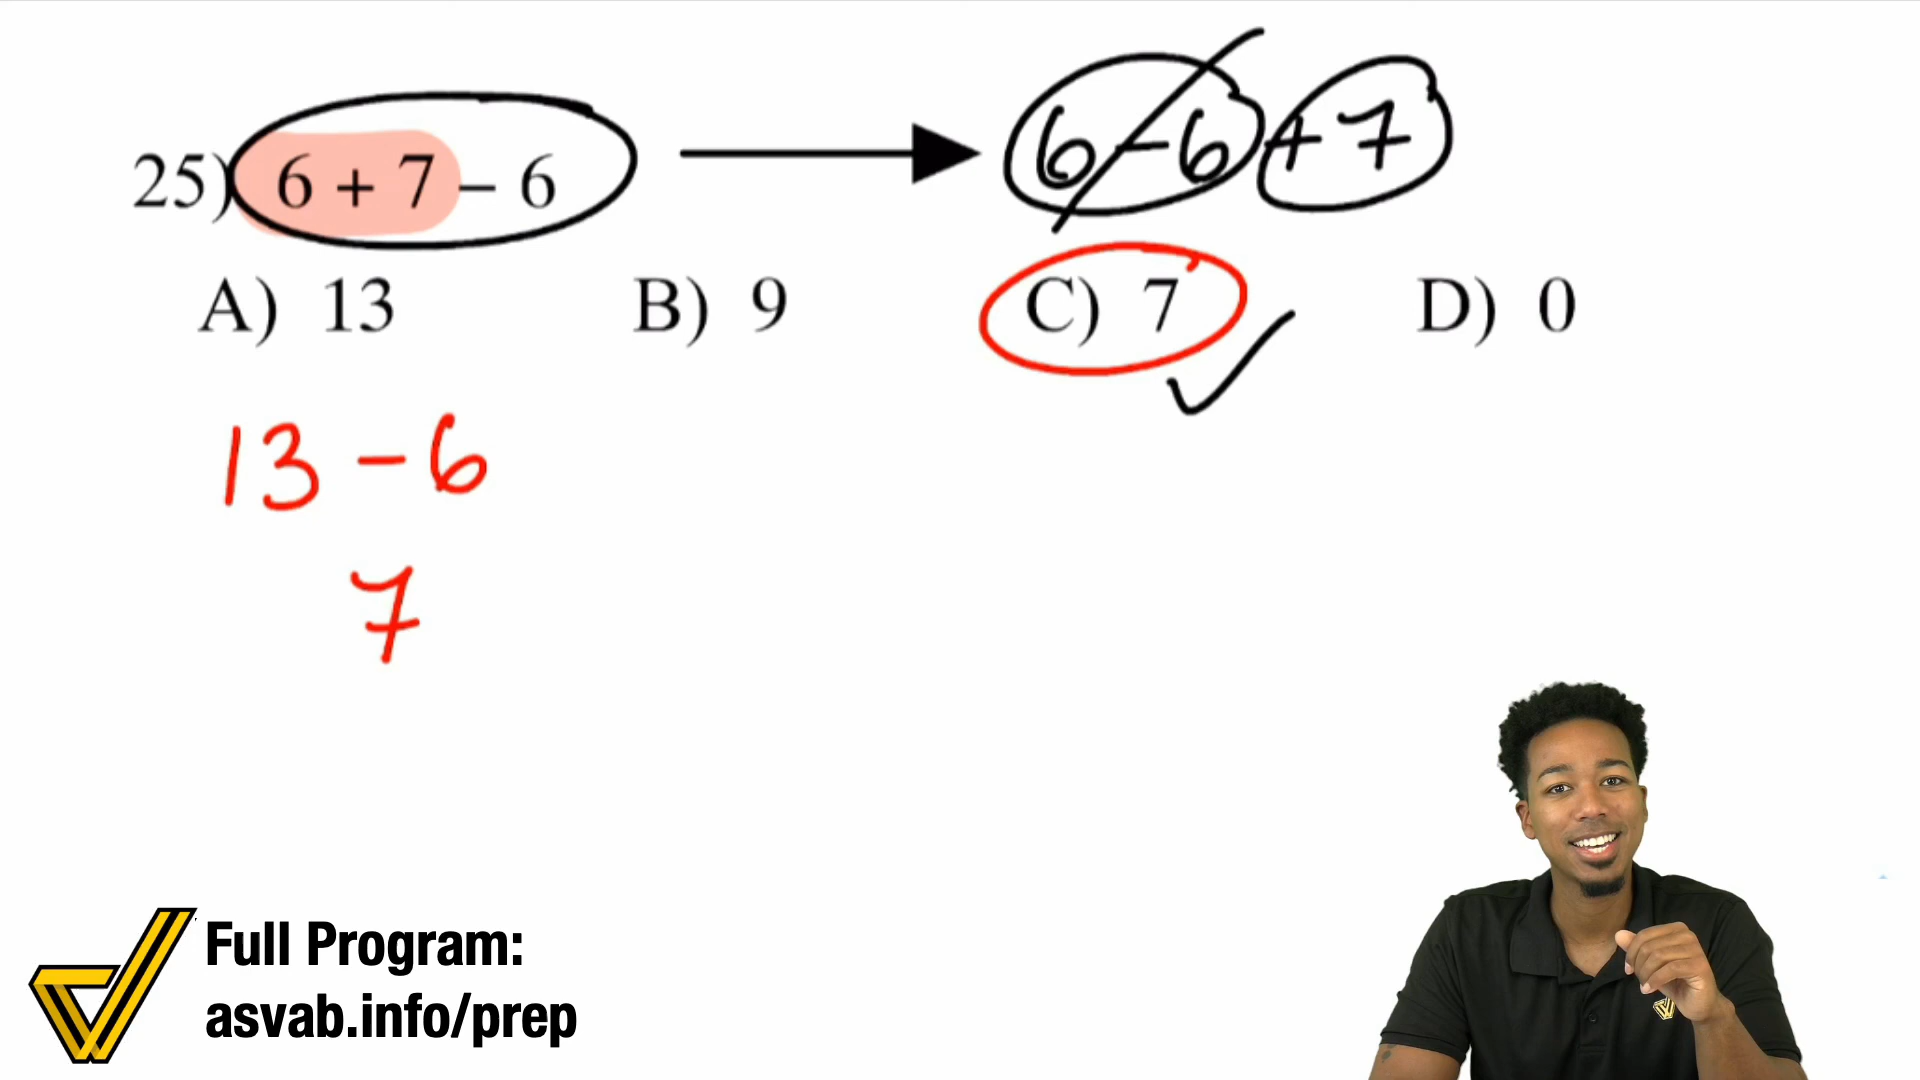 25) 6 + 7 – 6
6 – 6 + 7
A) 13 B) 9 C) 7 D) 0
13 – 6
7
Full Program:
asvab.info/prep